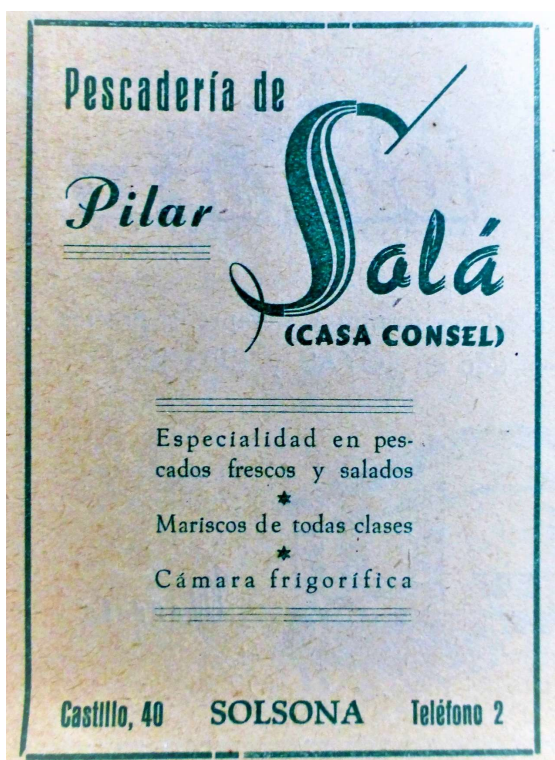 Pescadería de
Pilar Solá
(CASA CONSEL)
Especialidad en pes-
cados frescos y salados
Mariscos de todas clases
Cámara frigorífica
Castillo, 40 SOLSONA Teléfono 2